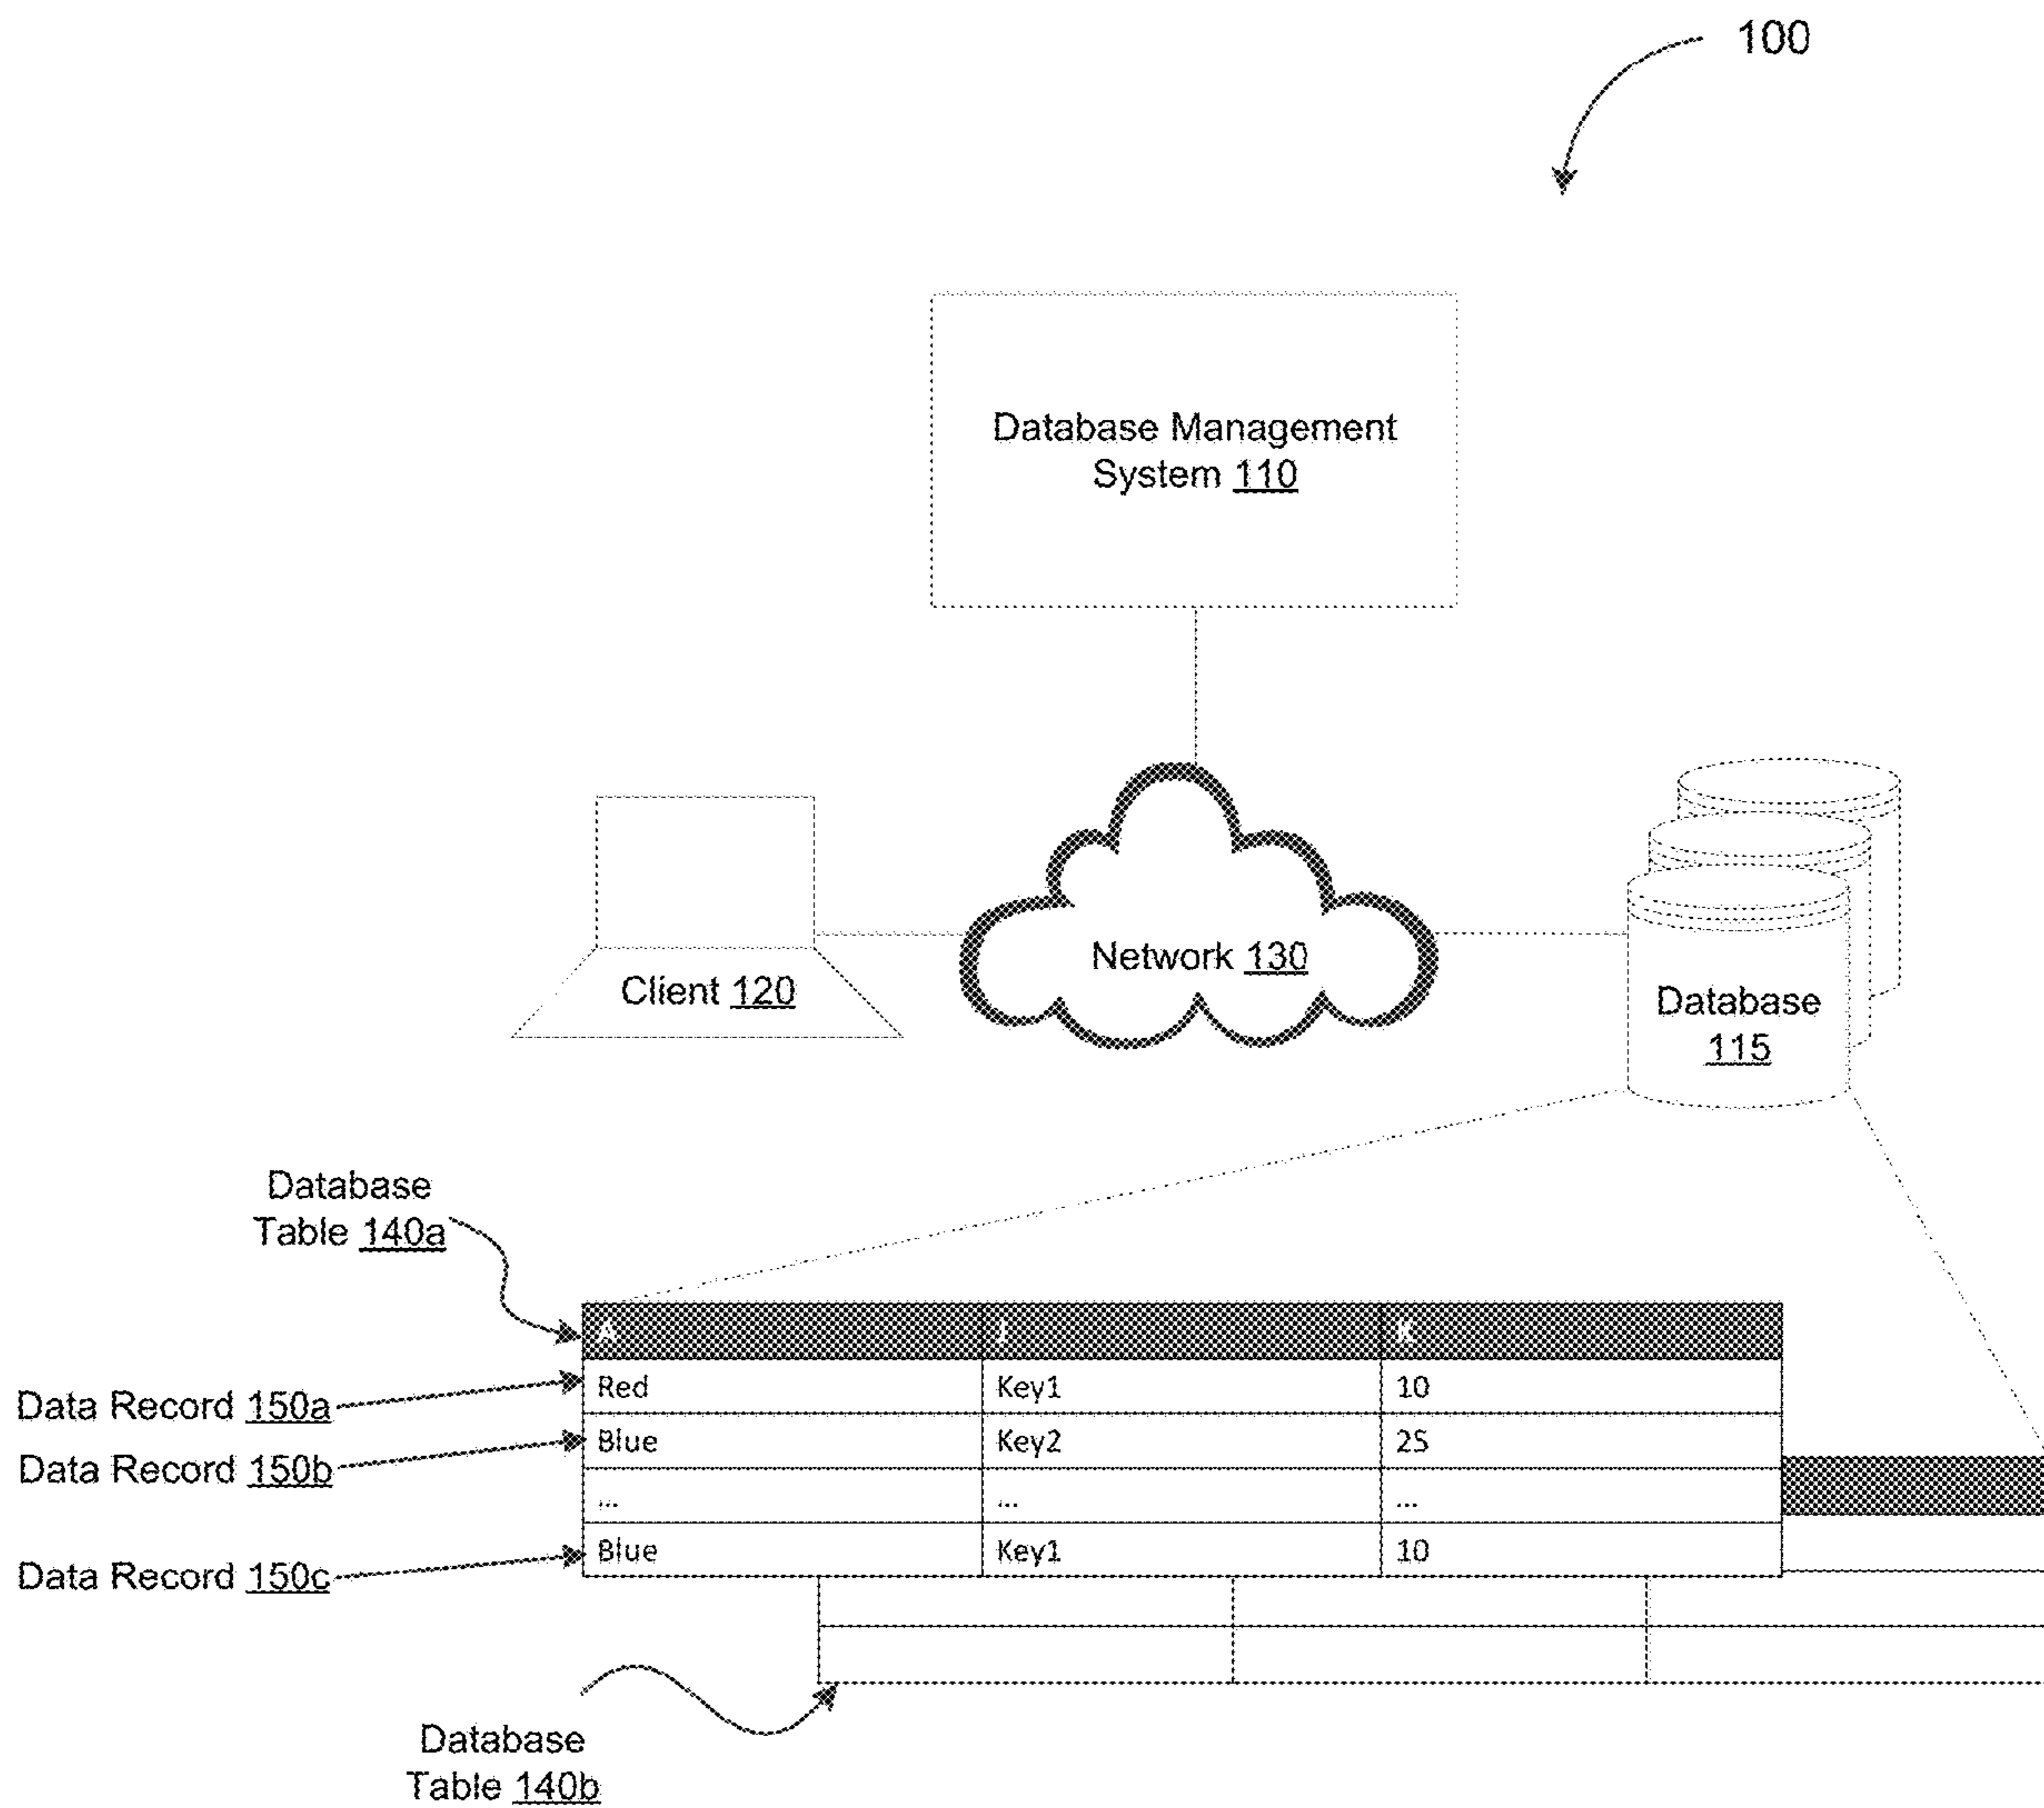 100
Database Management
System 110
Network 130
Client 120
Database
115
Database
Table 140a
A J K
Data Record 150a
Red Key1 10
Data Record 150b
Blue Key2 25
... ... ...
Data Record 150c
Blue Key1 10
Database
Table 140b